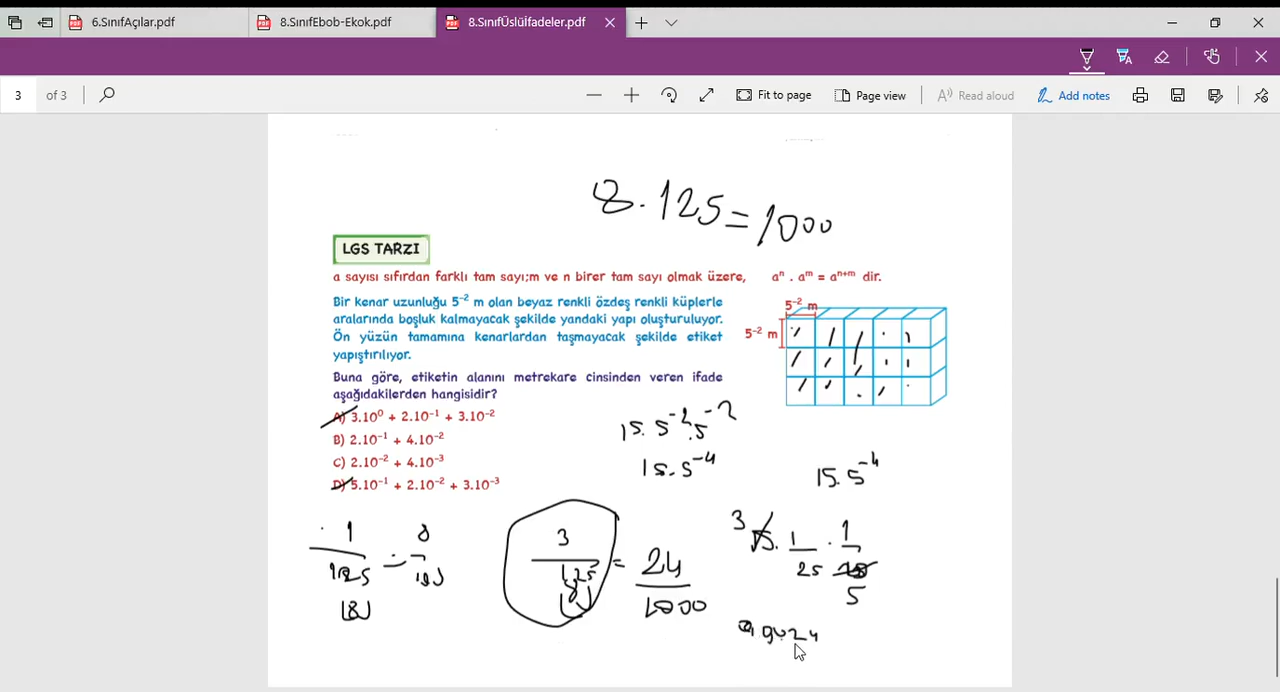 6.SınıfAçılar.pdf
8.SınıfEbob-Ekok.pdf
8.SınıfÜslüİfadeler.pdf
3 of 3
Fit to page
Page view
Read aloud
Add notes
8.125=1000
LGS TARZI
a sayısı sıfırdan farklı tam sayı;m ve n birer tam sayı olmak üzere, aⁿ . aᵐ = aⁿ⁺ᵐ dir.
Bir kenar uzunluğu 5⁻² m olan beyaz renkli özdeş renkli küplerle
aralarında boşluk kalmayacak şekilde yandaki yapı oluşturuluyor.
Ön yüzün tamamına kenarlardan taşmayacak şekilde etiket
yapıştırılıyor.
5⁻² m
5⁻² m
Buna göre, etiketin alanını metrekare cinsinden veren ifade
aşağıdakilerden hangisidir?
A) 3.10⁰ + 2.10⁻¹ + 3.10⁻²
B) 2.10⁻¹ + 4.10⁻²
C) 2.10⁻² + 4.10⁻³
D) 5.10⁻¹ + 2.10⁻² + 3.10⁻³
15.5⁻².5⁻²
15.5⁻⁴
15.5⁻⁴
3 15. 1/25 . 1/25
5
3/125 = 24/1000
(8)
1/125 =
(8)